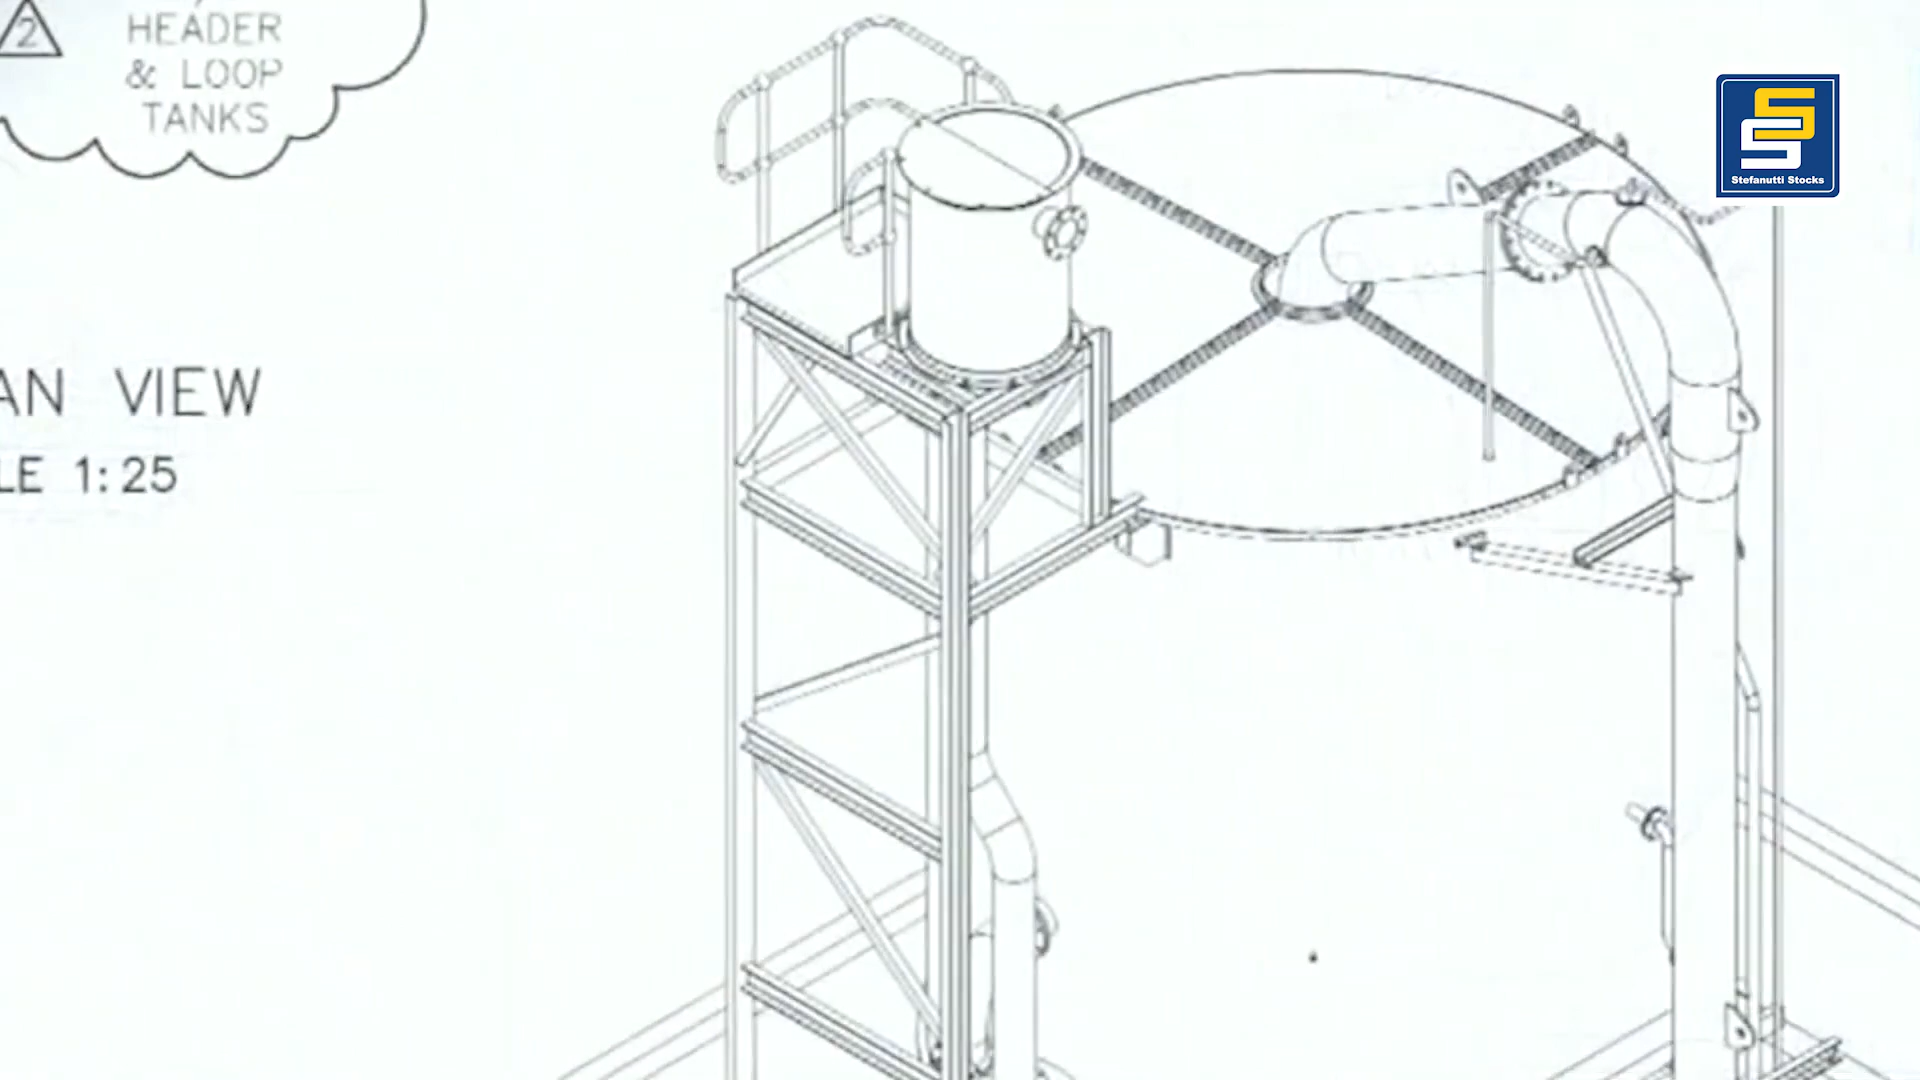 2
HEADER
& LOOP
TANKS
AN VIEW
LE 1:25
Stefanutti Stocks